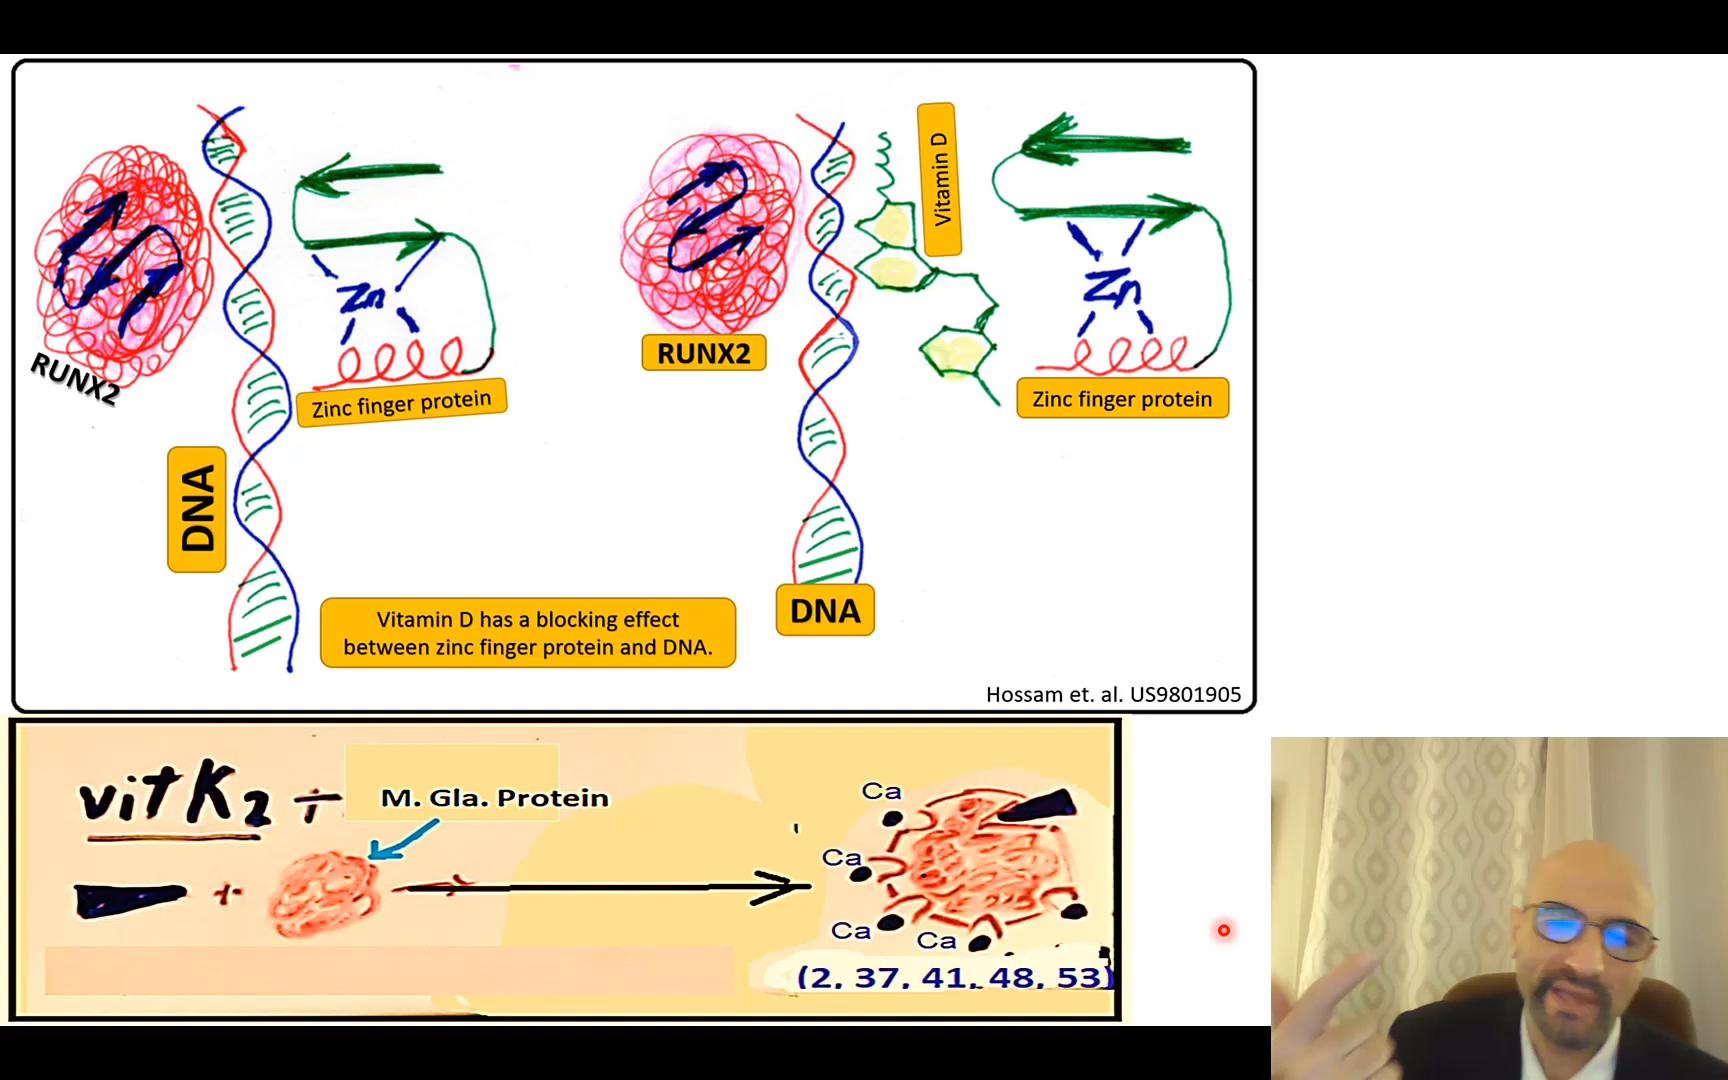 Vitamin D
RUNX2
Zn
Zinc finger protein
DNA
RUNX2
Zn
Zinc finger protein
DNA
Vitamin D has a blocking effect
between zinc finger protein and DNA.
Hossam et. al. US9801905
vit K2 +
M. Gla. Protein
+
Ca
Ca
Ca
Ca
(2, 37, 41, 48, 53)